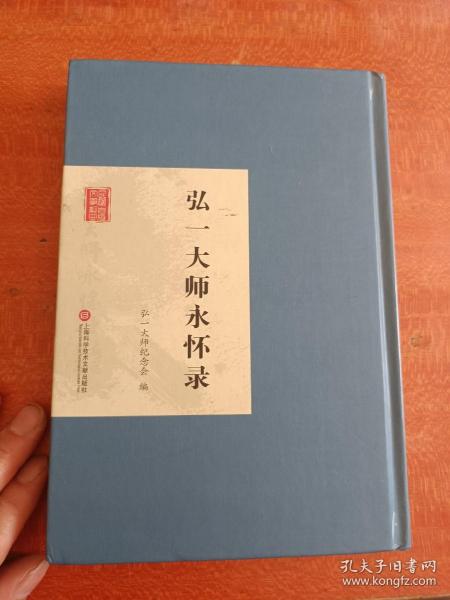 弘一大师永怀录
弘一大师纪念会 编
上海科学技术文献出版社
孔夫子旧书网
www.kongfz.com